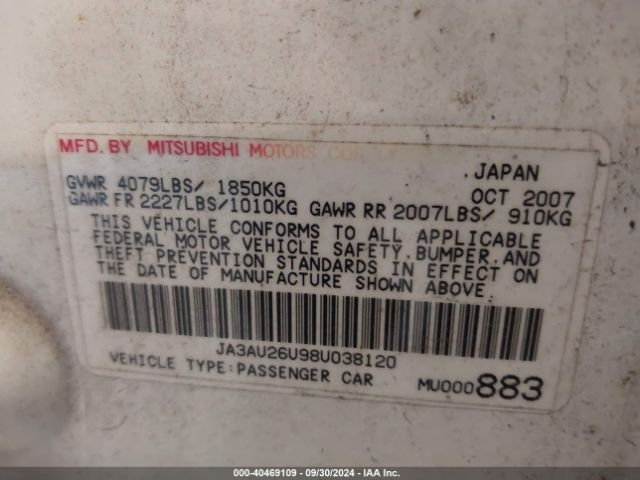 MFD. BY MITSUBISHI MOTORS CORPORATION. JAPAN
GVWR 4079LBS/ 1850KG OCT 2007
GAWR FR 2227LBS/1010KG GAWR RR 2007LBS/ 910KG
THIS VEHICLE CONFORMS TO ALL APPLICABLE
FEDERAL MOTOR VEHICLE SAFETY, BUMPER, AND
THEFT PREVENTION STANDARDS IN EFFECT ON
THE DATE OF MANUFACTURE SHOWN ABOVE.
JA3AU26U98U038120
VEHICLE TYPE:PASSENGER CAR MU000883
000-40469109 - 09/30/2024 - IAA Inc.